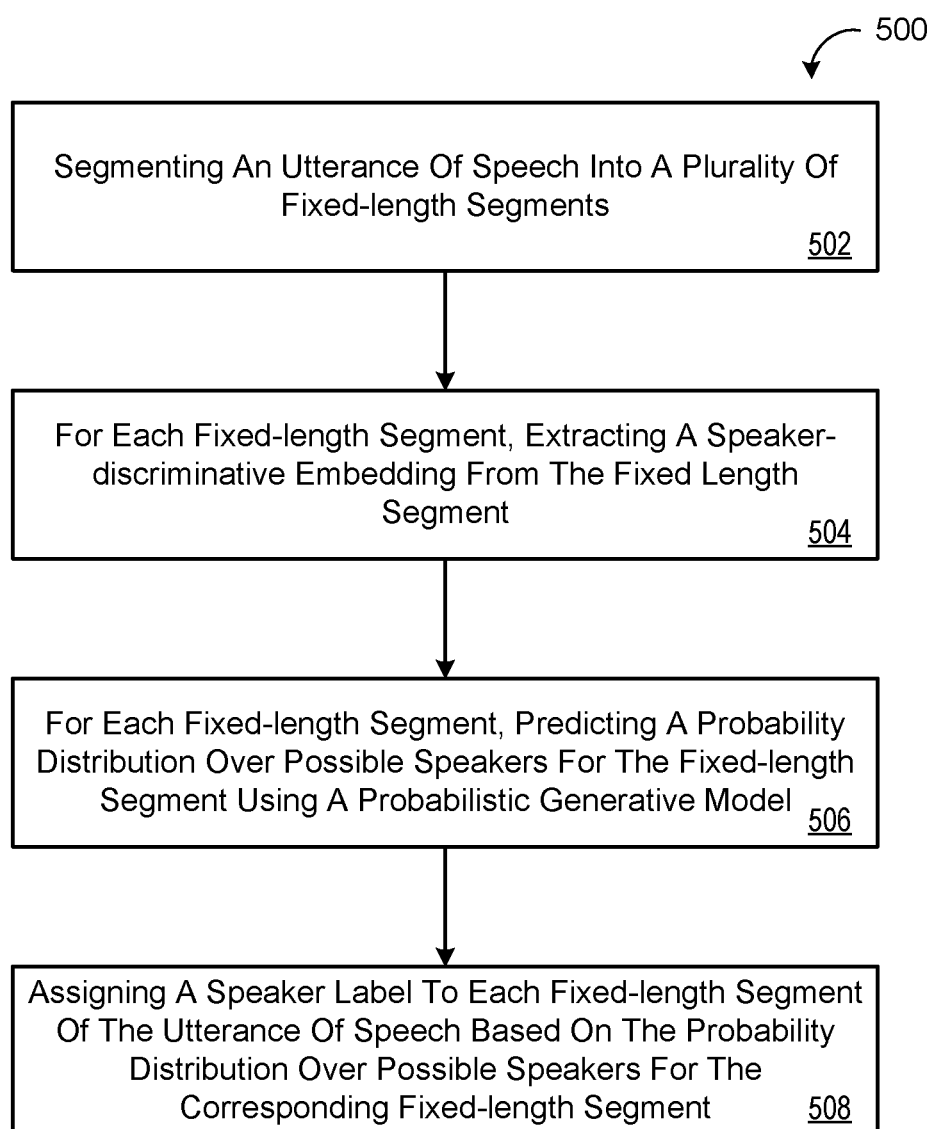 500
Segmenting An Utterance Of Speech Into A Plurality Of
Fixed-length Segments
502
For Each Fixed-length Segment, Extracting A Speaker-
discriminative Embedding From The Fixed Length
Segment
504
For Each Fixed-length Segment, Predicting A Probability
Distribution Over Possible Speakers For The Fixed-length
Segment Using A Probabilistic Generative Model
506
Assigning A Speaker Label To Each Fixed-length Segment
Of The Utterance Of Speech Based On The Probability
Distribution Over Possible Speakers For The
Corresponding Fixed-length Segment
508